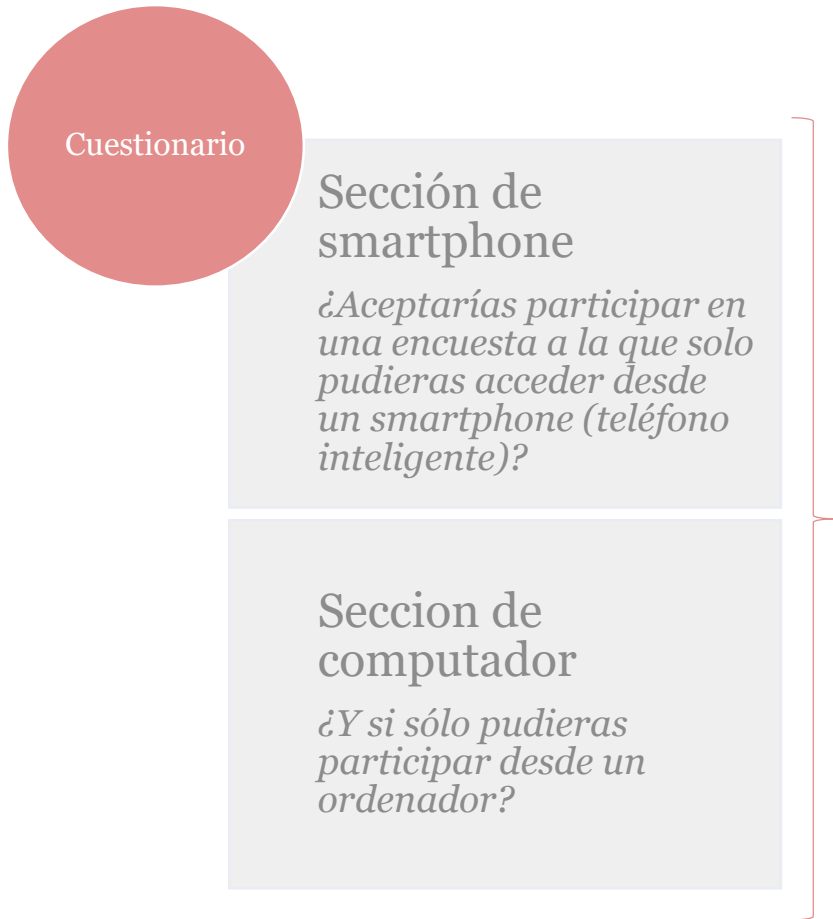 Cuestionario
Sección de
smartphone
¿Aceptarías participar en
una encuesta a la que solo
pudieras acceder desde
un smartphone (teléfono
inteligente)?
Seccion de
computador
¿Y si sólo pudieras
participar desde un
ordenador?